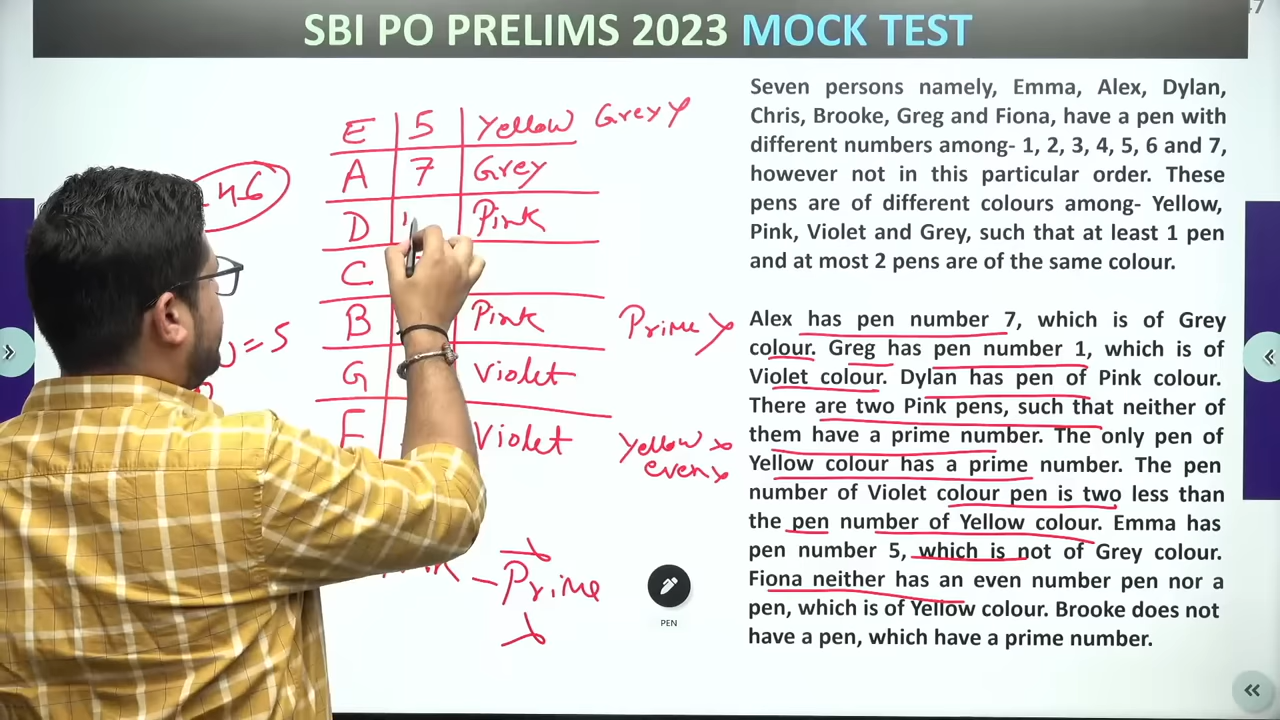 SBI PO PRELIMS 2023 MOCK TEST
E 5 Yellow Grey
A 7 Grey
D Pink
C
B Pink Prime
G Violet
F Violet Yellow
even
46
= 5
- Prime
Seven persons namely, Emma, Alex, Dylan,
Chris, Brooke, Greg and Fiona, have a pen with
different numbers among- 1, 2, 3, 4, 5, 6 and 7,
however not in this particular order. These
pens are of different colours among- Yellow,
Pink, Violet and Grey, such that at least 1 pen
and at most 2 pens are of the same colour.
Alex has pen number 7, which is of Grey
colour. Greg has pen number 1, which is of
Violet colour. Dylan has pen of Pink colour.
There are two Pink pens, such that neither of
them have a prime number. The only pen of
Yellow colour has a prime number. The pen
number of Violet colour pen is two less than
the pen number of Yellow colour. Emma has
pen number 5, which is not of Grey colour.
Fiona neither has an even number pen nor a
pen, which is of Yellow colour. Brooke does not
have a pen, which have a prime number.
PEN